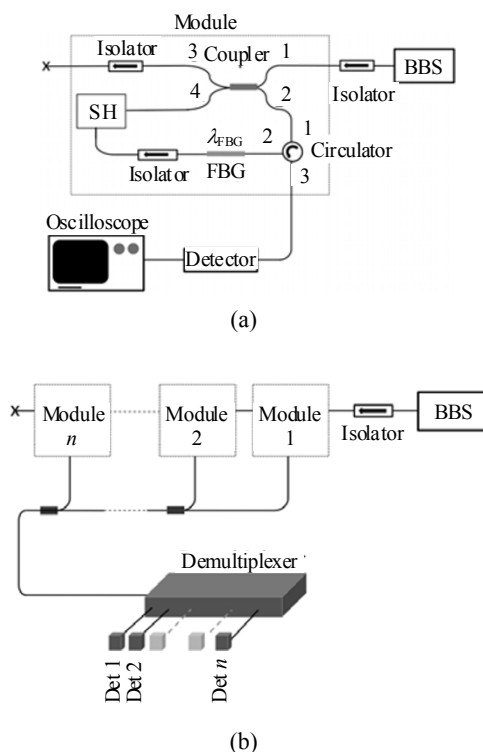 Module
Isolator
3
Coupler
1
BBS
4
2
Isolator
SH
λFBG
2
1
Circulator
Isolator
FBG
3
Oscilloscope
Detector
(a)
x
Module
n
Module
2
Module
1
Isolator
BBS
Demultiplexer
Det 1
Det 2
Det n
(b)